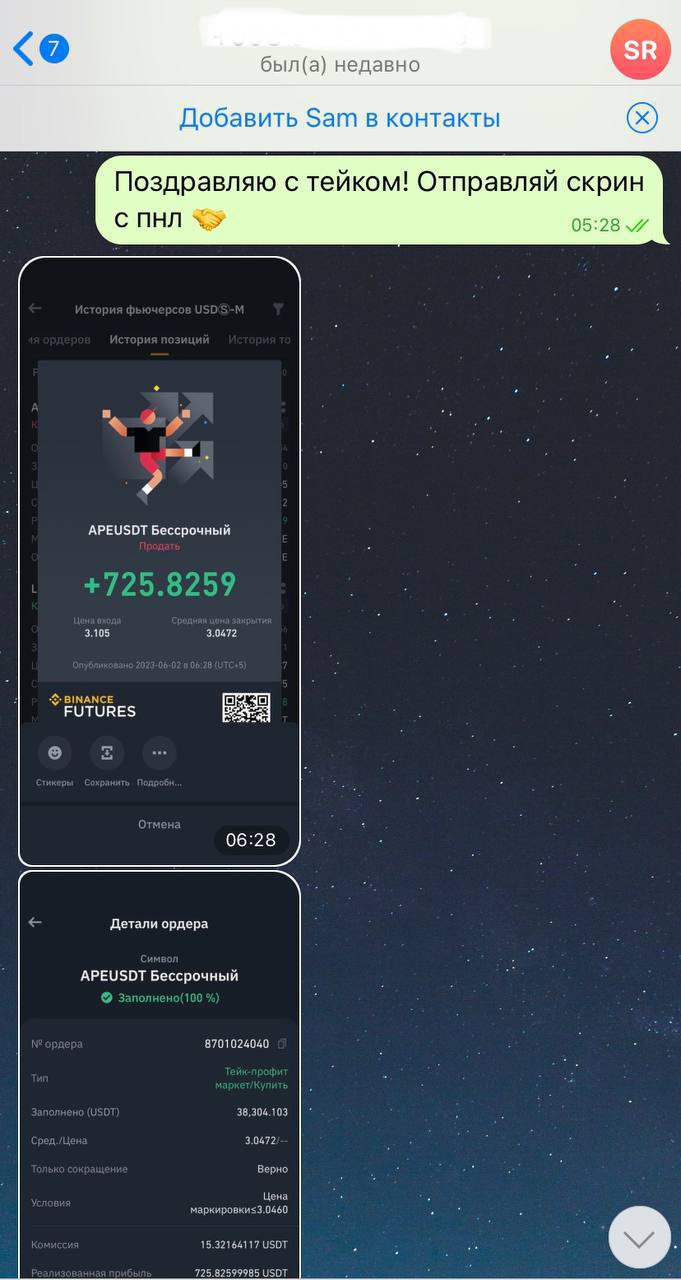 7
был(а) недавно
SR
Добавить Sam в контакты
Поздравляю с тейком! Отправляй скрин
с пнл 🤝
05:28
История фьючерсов USDⓈ-M
ия ордеров История позиций История то
APEUSDT Бессрочный
Продать
+725.8259
Цена входа Средняя цена закрытия
3.105 3.0472
Опубликовано 2023-06-02 в 06:28 (UTC+5)
BINANCE
FUTURES
Стикеры Сохранить Подробн...
Отмена
06:28
Детали ордера
Символ
APEUSDT Бессрочный
Заполнено(100 %)
№ ордера 8701024040
Тип Тейк-профит
маркет/Купить
Заполнено (USDT) 38,304.103
Сред./Цена 3.0472/--
Только сокращение Верно
Условия Цена
маркировки≤3.0460
Комиссия 15.32164117 USDT
Реализованная прибыль 725.82599985 USDT